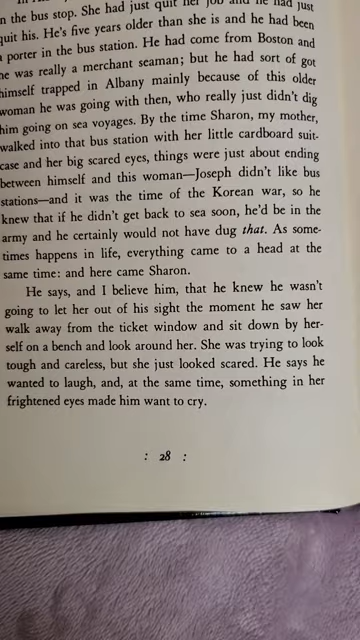 n the bus stop. She had just quit her job and he had just
quit his. He's five years older than she is and he had been
a porter in the bus station. He had come from Boston and
he was really a merchant seaman; but he had sort of got
himself trapped in Albany mainly because of this older
woman he was going with then, who really just didn't dig
him going on sea voyages. By the time Sharon, my mother,
walked into that bus station with her little cardboard suit-
case and her big scared eyes, things were just about ending
between himself and this woman—Joseph didn't like bus
stations—and it was the time of the Korean war, so he
knew that if he didn't get back to sea soon, he'd be in the
army and he certainly would not have dug that. As some-
times happens in life, everything came to a head at the
same time: and here came Sharon.
He says, and I believe him, that he knew he wasn't
going to let her out of his sight the moment he saw her
walk away from the ticket window and sit down by her-
self on a bench and look around her. She was trying to look
tough and careless, but she just looked scared. He says he
wanted to laugh, and, at the same time, something in her
frightened eyes made him want to cry.
: 28 :